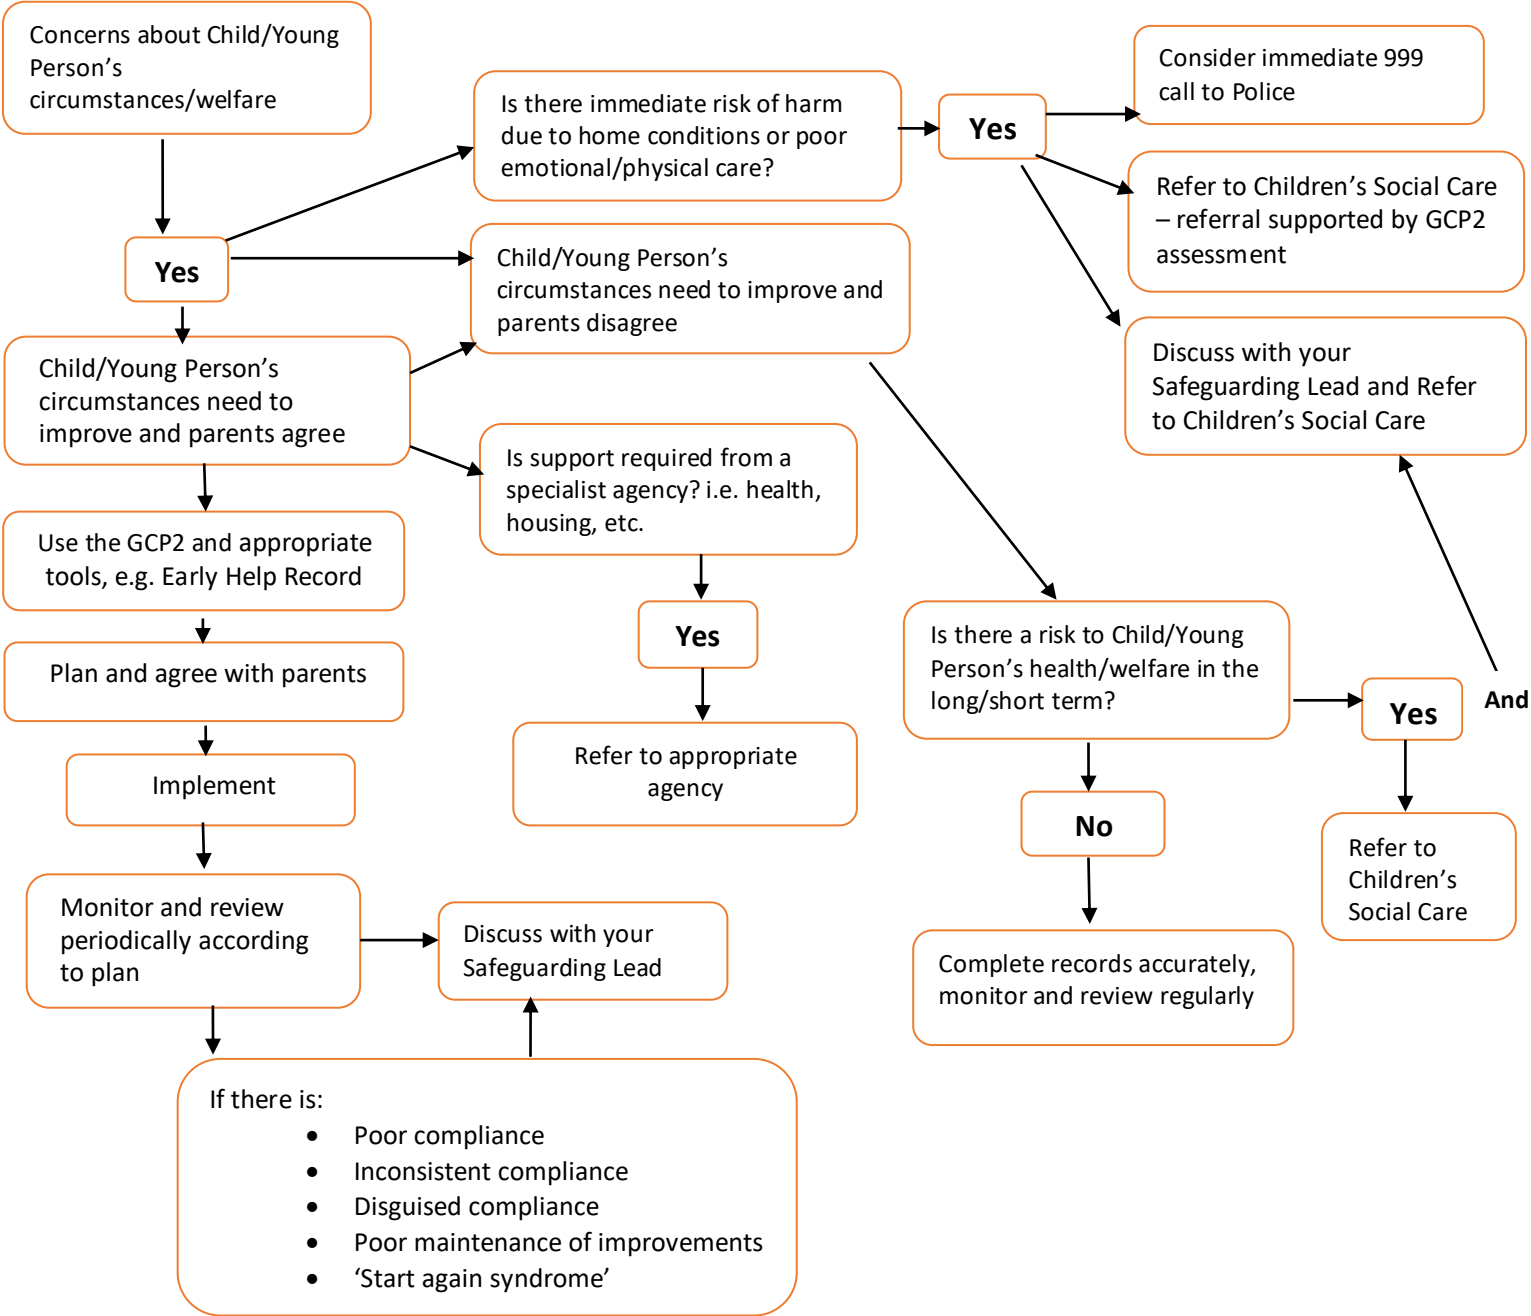 Concerns about Child/Young
Person’s
circumstances/welfare
Yes
Is there immediate risk of harm
due to home conditions or poor
emotional/physical care?
Yes
Consider immediate 999
call to Police
Refer to Children’s Social Care
– referral supported by GCP2
assessment
Discuss with your
Safeguarding Lead and Refer
to Children’s Social Care
Child/Young Person’s
circumstances need to improve and
parents disagree
Child/Young Person’s
circumstances need to
improve and parents agree
Is support required from a
specialist agency? i.e. health,
housing, etc.
Yes
Refer to appropriate
agency
Use the GCP2 and appropriate
tools, e.g. Early Help Record
Plan and agree with parents
Implement
Monitor and review
periodically according
to plan
Discuss with your
Safeguarding Lead
If there is:
• Poor compliance
• Inconsistent compliance
• Disguised compliance
• Poor maintenance of improvements
• ‘Start again syndrome’
Is there a risk to Child/Young
Person’s health/welfare in the
long/short term?
Yes
And
Refer to
Children’s
Social Care
No
Complete records accurately,
monitor and review regularly